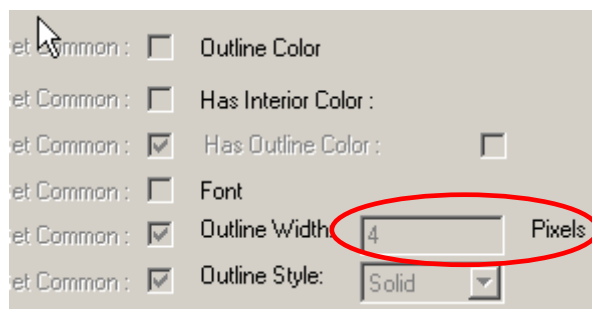 et Common : Outline Color
et Common : Has Interior Color :
et Common : Has Outline Color :
et Common : Font
et Common : Outline Width: 4 Pixels
et Common : Outline Style: Solid